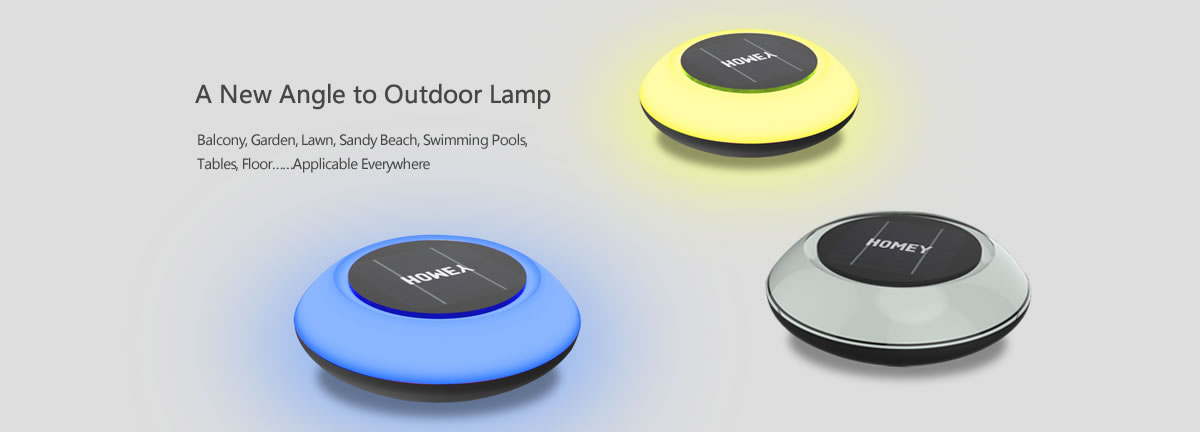 A New Angle to Outdoor Lamp
Balcony, Garden, Lawn, Sandy Beach, Swimming Pools,
Tables, Floor......Applicable Everywhere
HOMEY
HOMEY
HOMEY